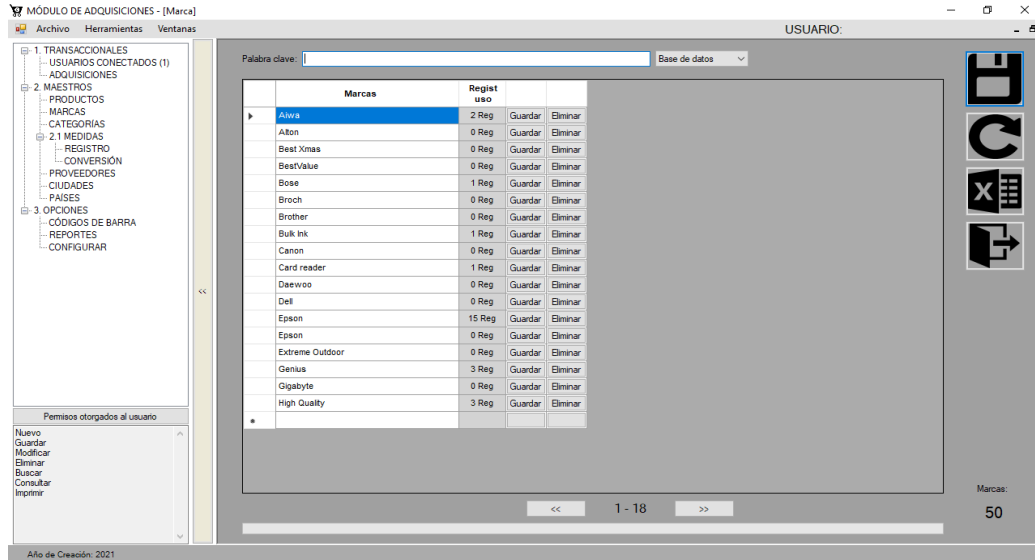 MÓDULO DE ADQUISICIONES - [Marca]
Archivo Herramientas Ventanas USUARIO:
1. TRANSACCIONALES
USUARIOS CONECTADOS (1)
ADQUISICIONES
2. MAESTROS
PRODUCTOS
MARCAS
CATEGORÍAS
2.1 MEDIDAS
REGISTRO
CONVERSIÓN
PROVEEDORES
CIUDADES
PAÍSES
3. OPCIONES
CÓDIGOS DE BARRA
REPORTES
CONFIGURAR
Permisos otorgados al usuario
Nuevo
Guardar
Modificar
Eliminar
Buscar
Consultar
Imprimir
<<
Palabra clave: Base de datos
Marcas Regist uso
Aiwa 2 Reg Guardar Eliminar
Alton 0 Reg Guardar Eliminar
Best Xmas 0 Reg Guardar Eliminar
BestValue 0 Reg Guardar Eliminar
Bose 1 Reg Guardar Eliminar
Broch 0 Reg Guardar Eliminar
Brother 0 Reg Guardar Eliminar
Bulk Ink 1 Reg Guardar Eliminar
Canon 0 Reg Guardar Eliminar
Card reader 1 Reg Guardar Eliminar
Daewoo 0 Reg Guardar Eliminar
Dell 0 Reg Guardar Eliminar
Epson 15 Reg Guardar Eliminar
Epson 0 Reg Guardar Eliminar
Extreme Outdoor 0 Reg Guardar Eliminar
Genius 3 Reg Guardar Eliminar
Gigabyte 0 Reg Guardar Eliminar
High Quality 3 Reg Guardar Eliminar
<< 1 - 18 >>
X
Marcas:
50
Año de Creación: 2021